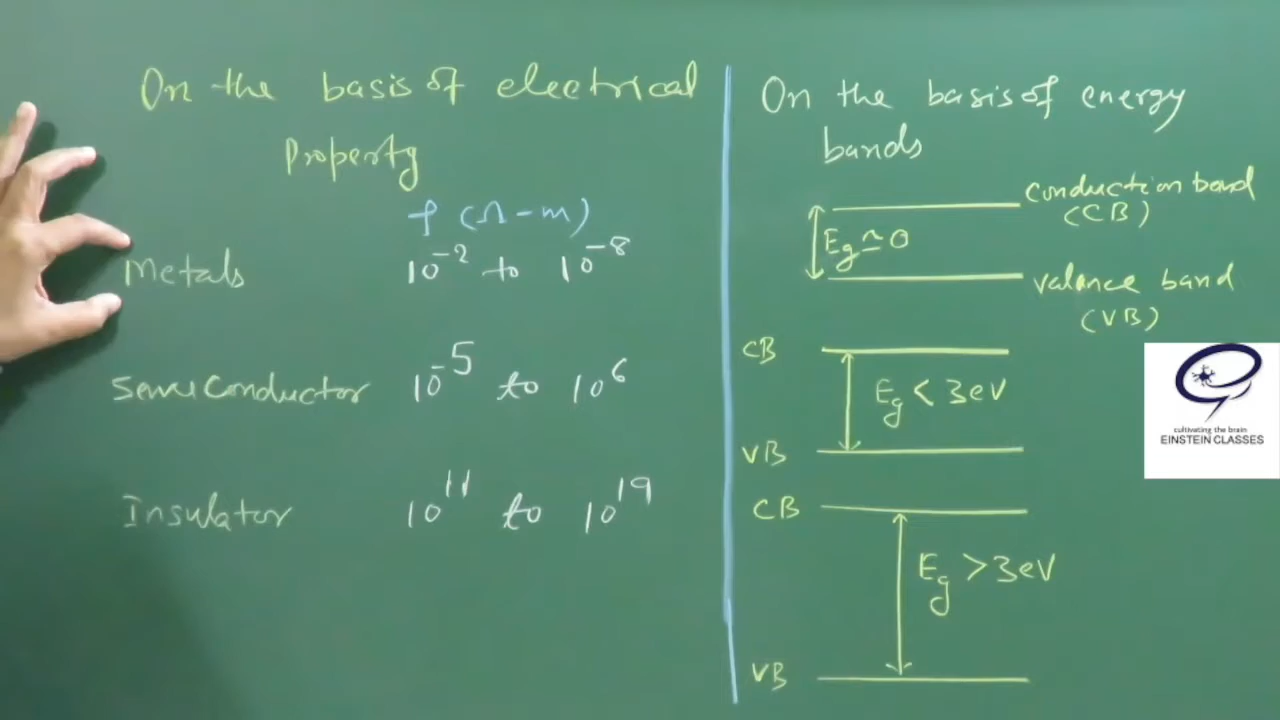 On the basis of electrical
Property
ρ (Ω-m)
Metals 10⁻² to 10⁻⁸
Semiconductor 10⁻⁵ to 10⁶
Insulator 10¹¹ to 10¹⁹
On the basis of energy
bands
conduction band
(CB)
Eg ≃ 0
valance band
(VB)
CB
Eg < 3eV
VB
CB
Eg > 3eV
VB
cultivating the brain
EINSTEIN CLASSES